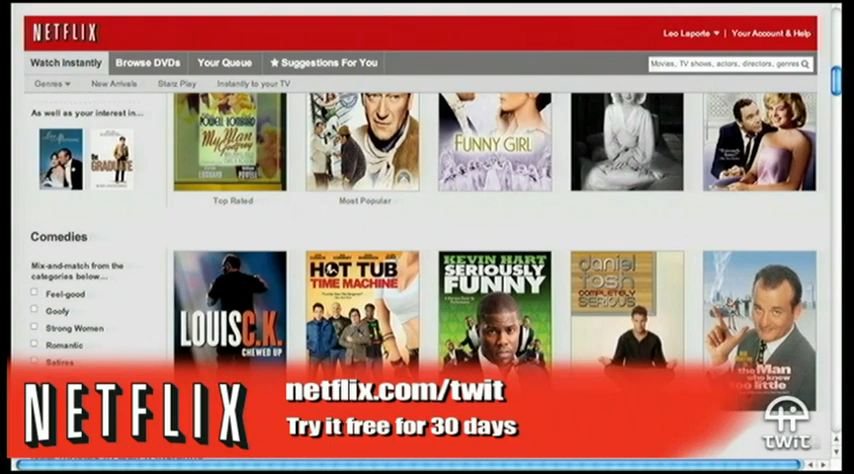 NETFLIX
Leo Laporte | Your Account & Help
Watch Instantly Browse DVDs Your Queue Suggestions For You
Movies, TV shows, actors, directors, genres
Genres New Arrivals Starz Play Instantly to your TV
As well as your interest in...
the GRADUATE
POWELL LOMBARD
My Man Godfrey
FUNNY GIRL
Top Rated Most Popular
Comedies
Mix-and-match from the
categories below...
Feel-good
Goofy
Strong Women
Romantic
Satires
LOUIS C.K.
CHEWED UP
HOT TUB
TIME MACHINE
KEVIN HART
SERIOUSLY
FUNNY
daniel
tosh
COMPLETELY
SERIOUS
the Man
who knew
too little
NETFLIX
netflix.com/twit
Try it free for 30 days
TWiT